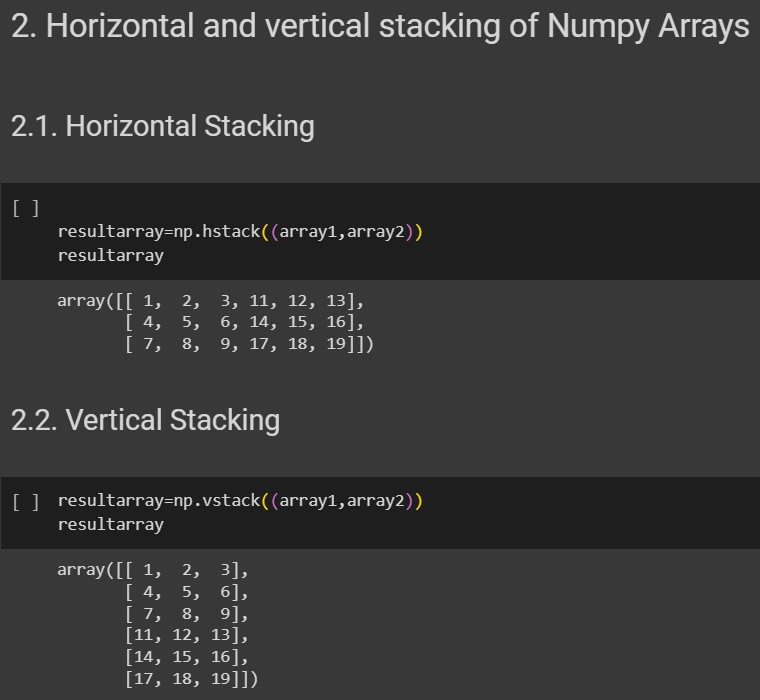 2. Horizontal and vertical stacking of Numpy Arrays
2.1. Horizontal Stacking
[ ]
resultarray=np.hstack((array1,array2))
resultarray
array([[ 1,  2,  3, 11, 12, 13],
       [ 4,  5,  6, 14, 15, 16],
       [ 7,  8,  9, 17, 18, 19]])
2.2. Vertical Stacking
[ ] resultarray=np.vstack((array1,array2))
resultarray
array([[ 1,  2,  3],
       [ 4,  5,  6],
       [ 7,  8,  9],
       [11, 12, 13],
       [14, 15, 16],
       [17, 18, 19]])